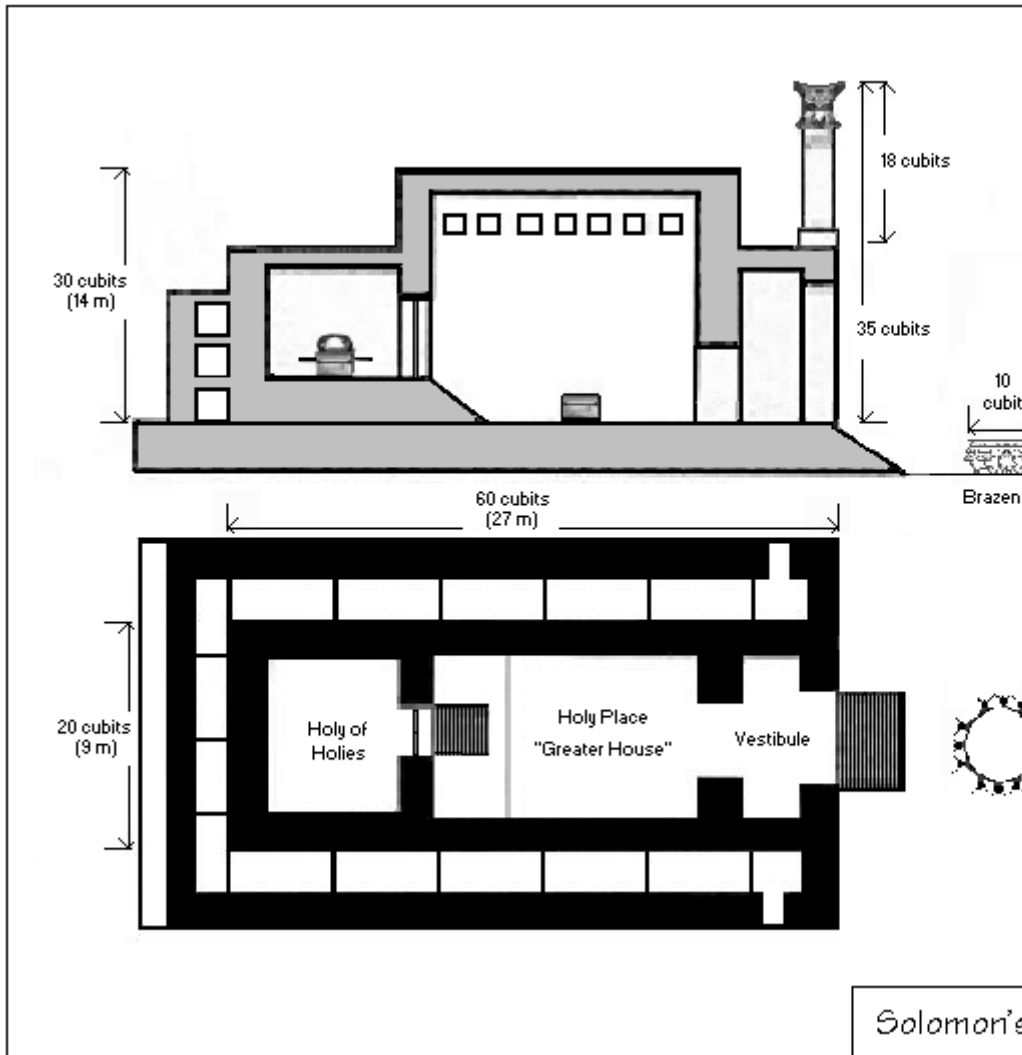 18 cubits
30 cubits
(14 m)
35 cubits
10
cubit
Brazen
60 cubits
(27 m)
20 cubits
(9 m)
Holy of
Holies
Holy Place
"Greater House"
Vestibule
Solomon's